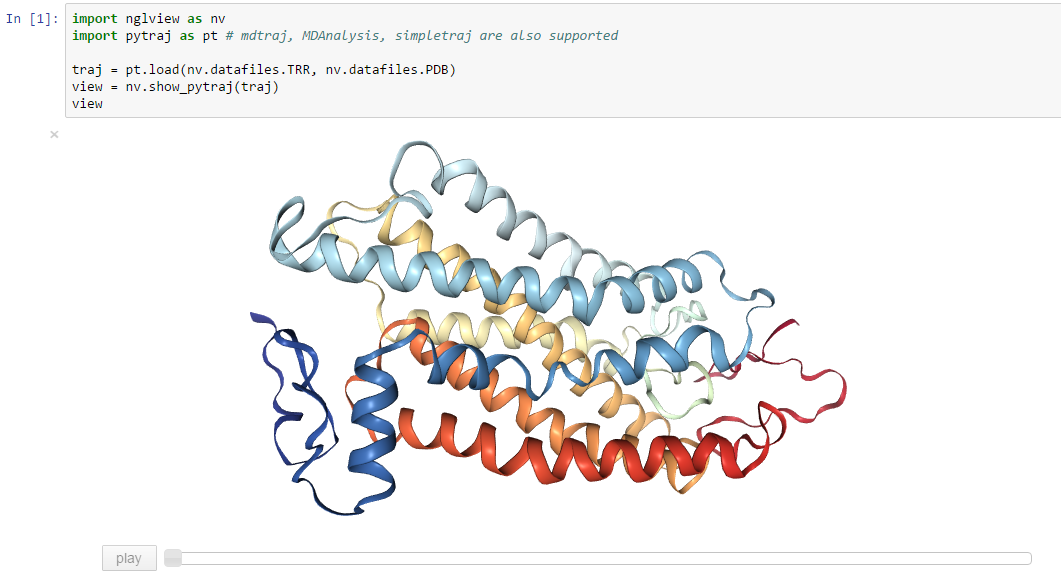 In [1]:
import nglview as nv
import pytraj as pt # mdtraj, MDAnalysis, simpletraj are also supported
traj = pt.load(nv.datafiles.TRR, nv.datafiles.PDB)
view = nv.show_pytraj(traj)
view
×
play